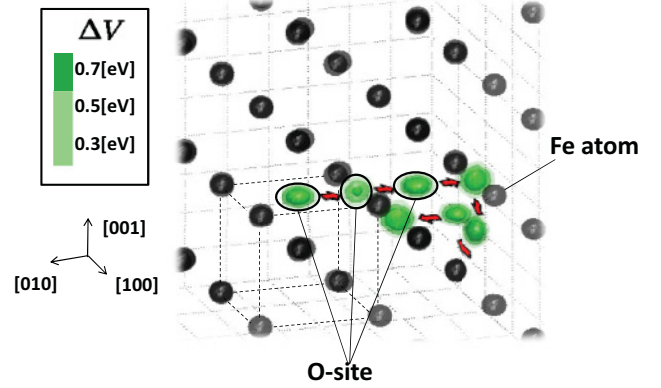 ΔV
0.7[eV]
0.5[eV]
0.3[eV]
Fe atom
[001]
[010]
[100]
O-site